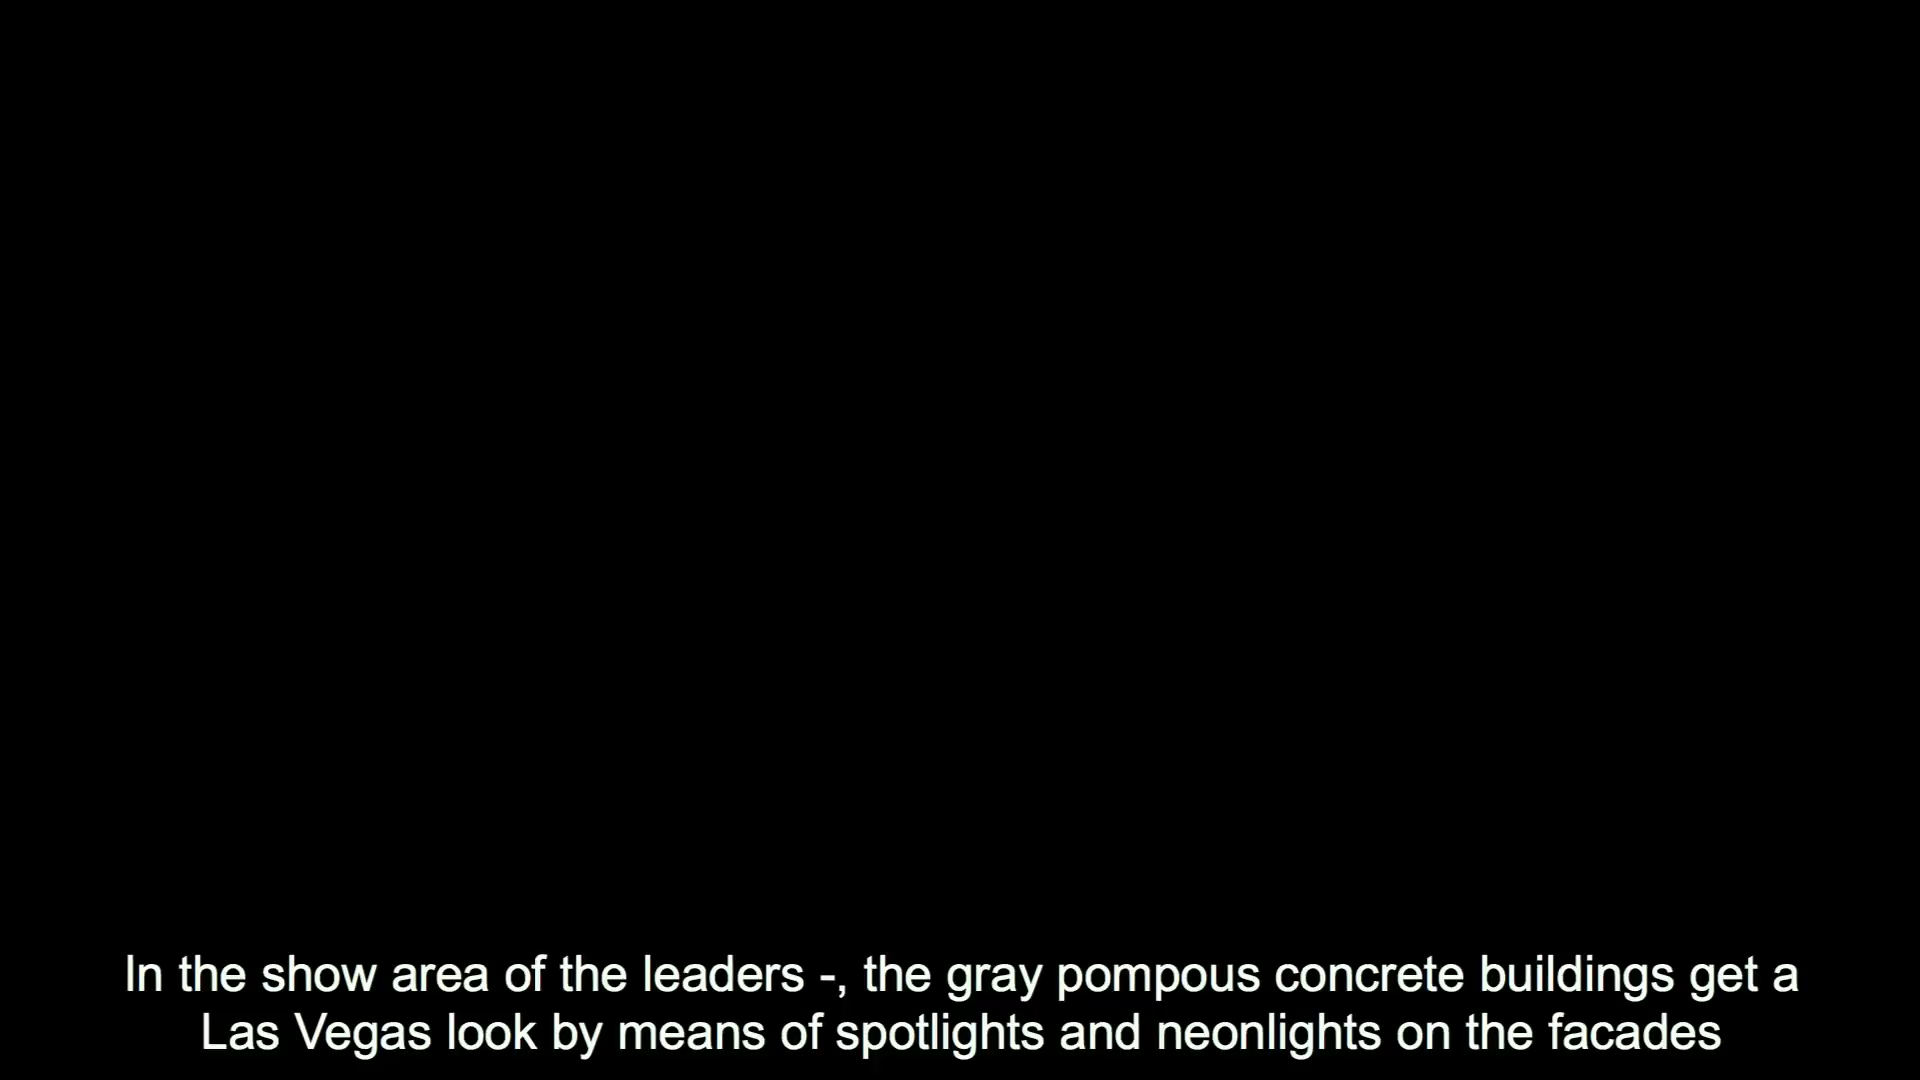 In the show area of the leaders -, the gray pompous concrete buildings get a
Las Vegas look by means of spotlights and neonlights on the facades